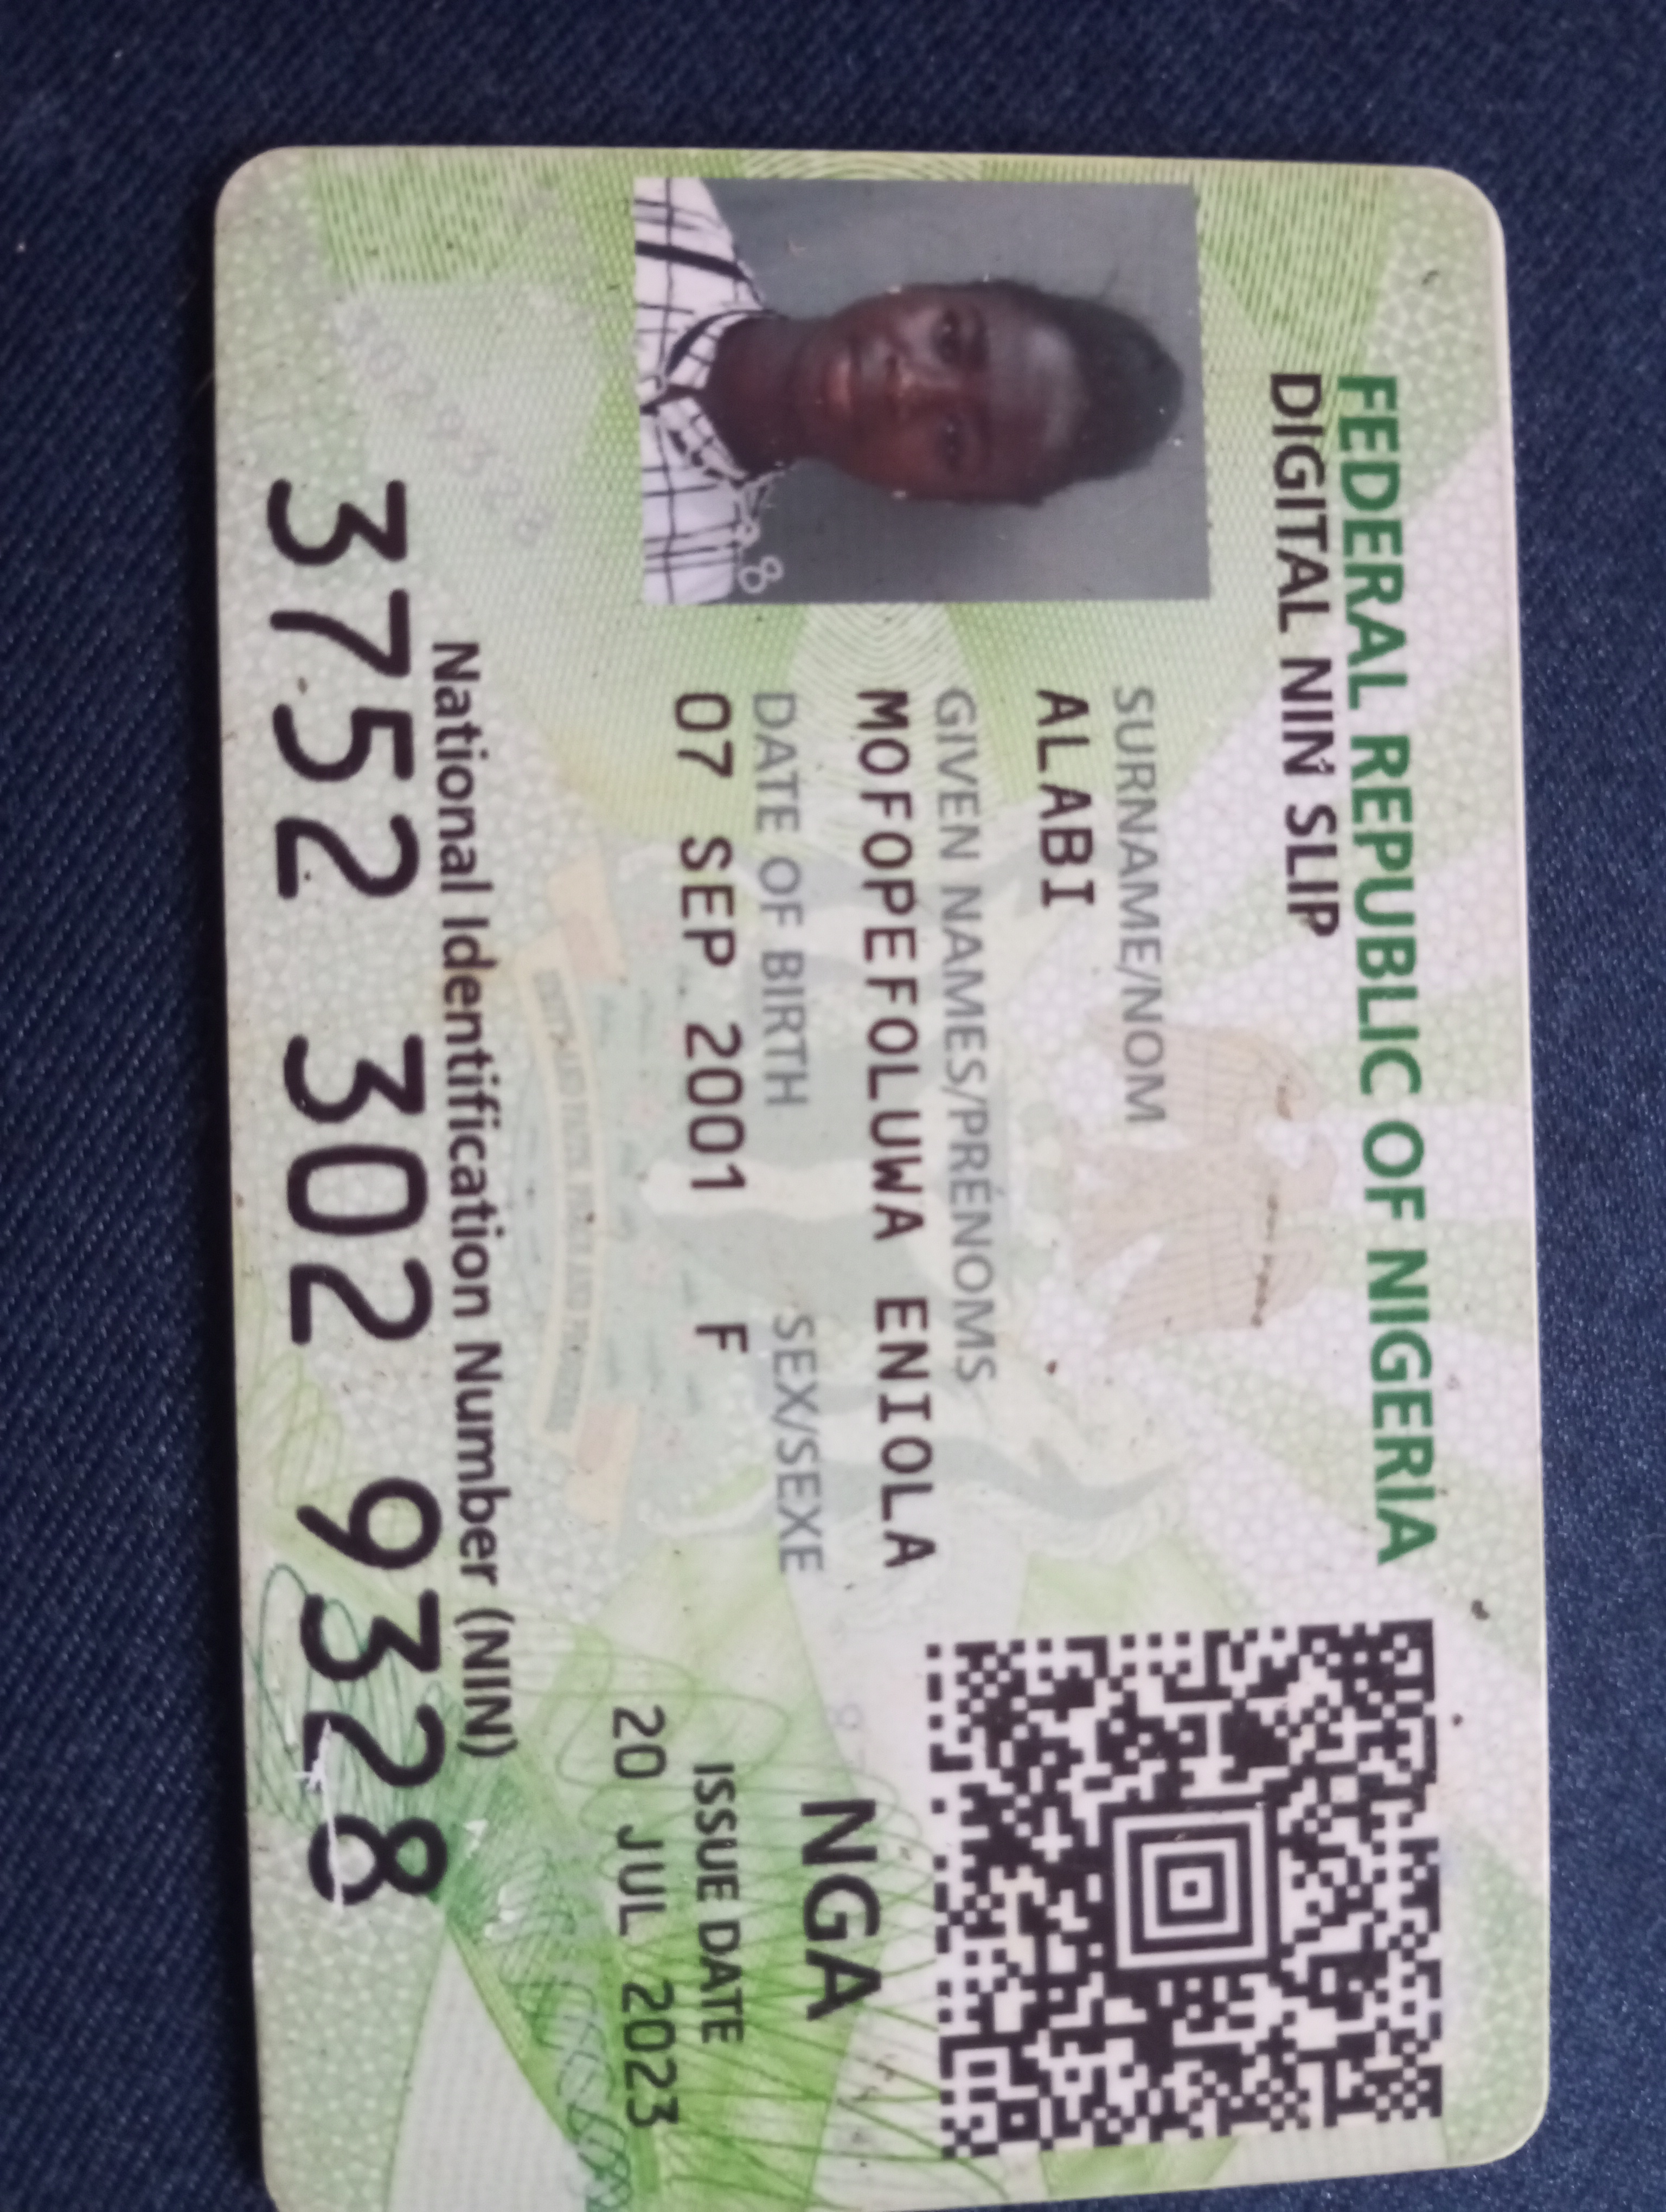 FEDERAL REPUBLIC OF NIGERIA
DIGITAL NIN SLIP
SURNAME/NOM
ALABI
GIVEN NAMES/PRÉNOMS
MOFOPEFOLUWA ENIOLA
DATE OF BIRTH
SEX/SEXE
07 SEP 2001
F
NGA
ISSUE DATE
20 JUL 2023
National Identification Number (NIN)
3752 302 9328